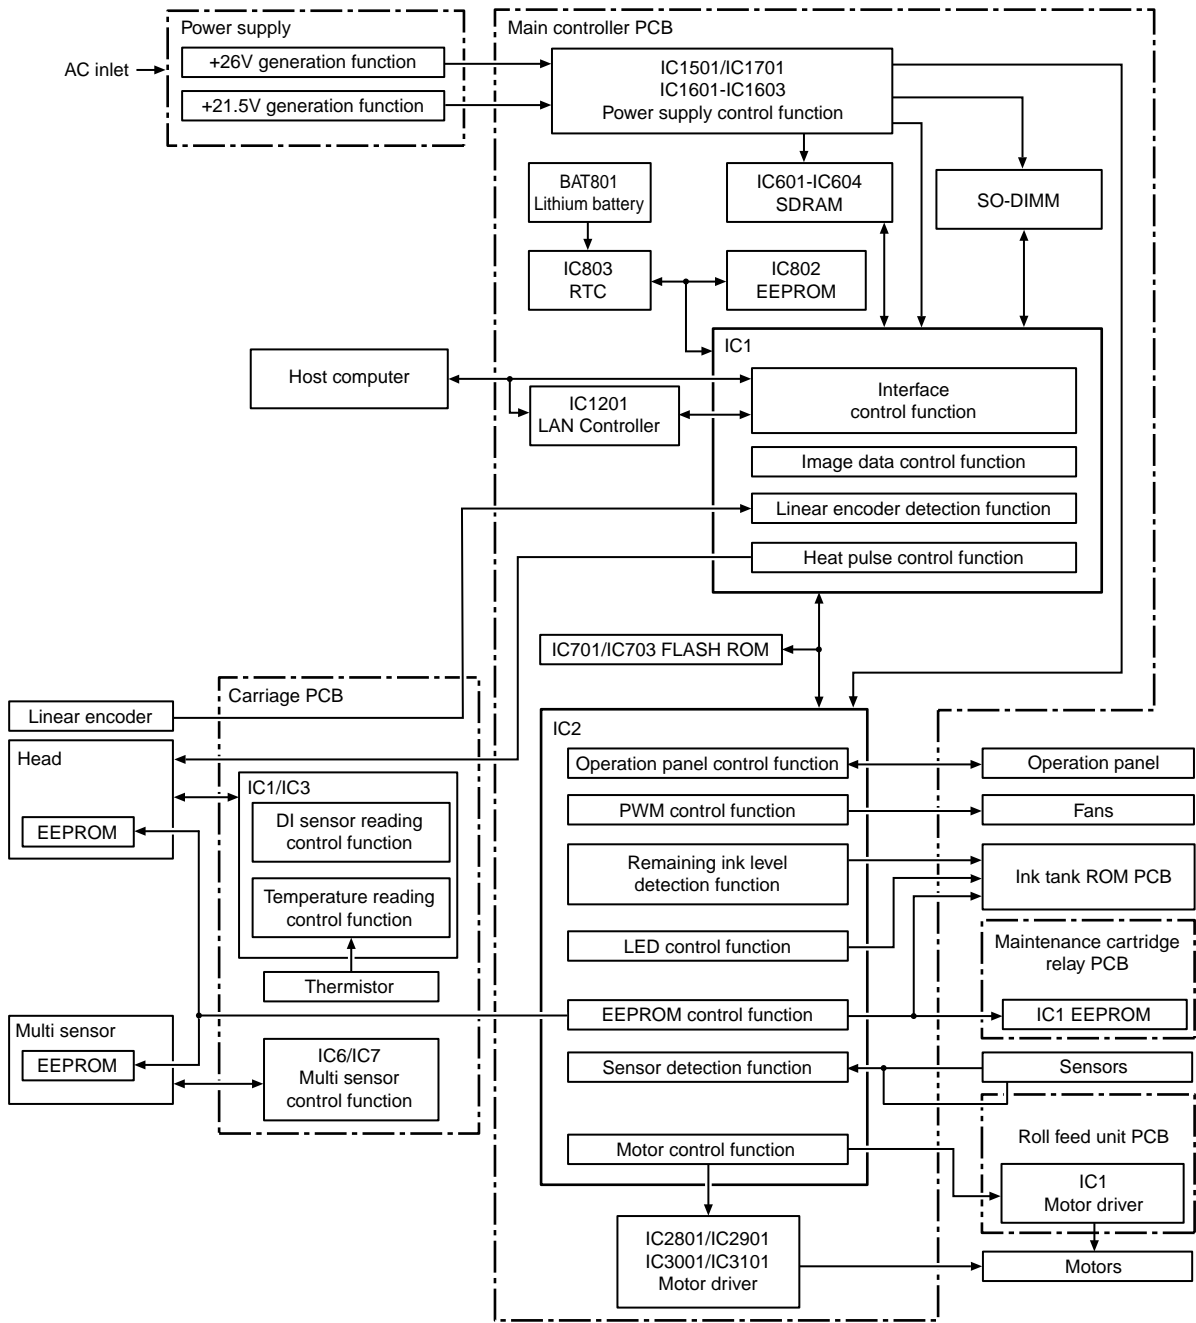 Power supply
AC inlet
+26V generation function
+21.5V generation function
Main controller PCB
IC1501/IC1701
IC1601-IC1603
Power supply control function
BAT801
Lithium battery
IC601-IC604
SDRAM
SO-DIMM
IC803
RTC
IC802
EEPROM
IC1
Host computer
Interface
control function
IC1201
LAN Controller
Image data control function
Linear encoder detection function
Heat pulse control function
IC701/IC703 FLASH ROM
Carriage PCB
Linear encoder
Head
EEPROM
IC1/IC3
DI sensor reading
control function
Temperature reading
control function
Thermistor
Multi sensor
EEPROM
IC6/IC7
Multi sensor
control function
IC2
Operation panel control function
Operation panel
PWM control function
Fans
Remaining ink level
detection function
Ink tank ROM PCB
LED control function
Maintenance cartridge
relay PCB
EEPROM control function
IC1 EEPROM
Sensor detection function
Sensors
Motor control function
Roll feed unit PCB
IC1
Motor driver
IC2801/IC2901
IC3001/IC3101
Motor driver
Motors